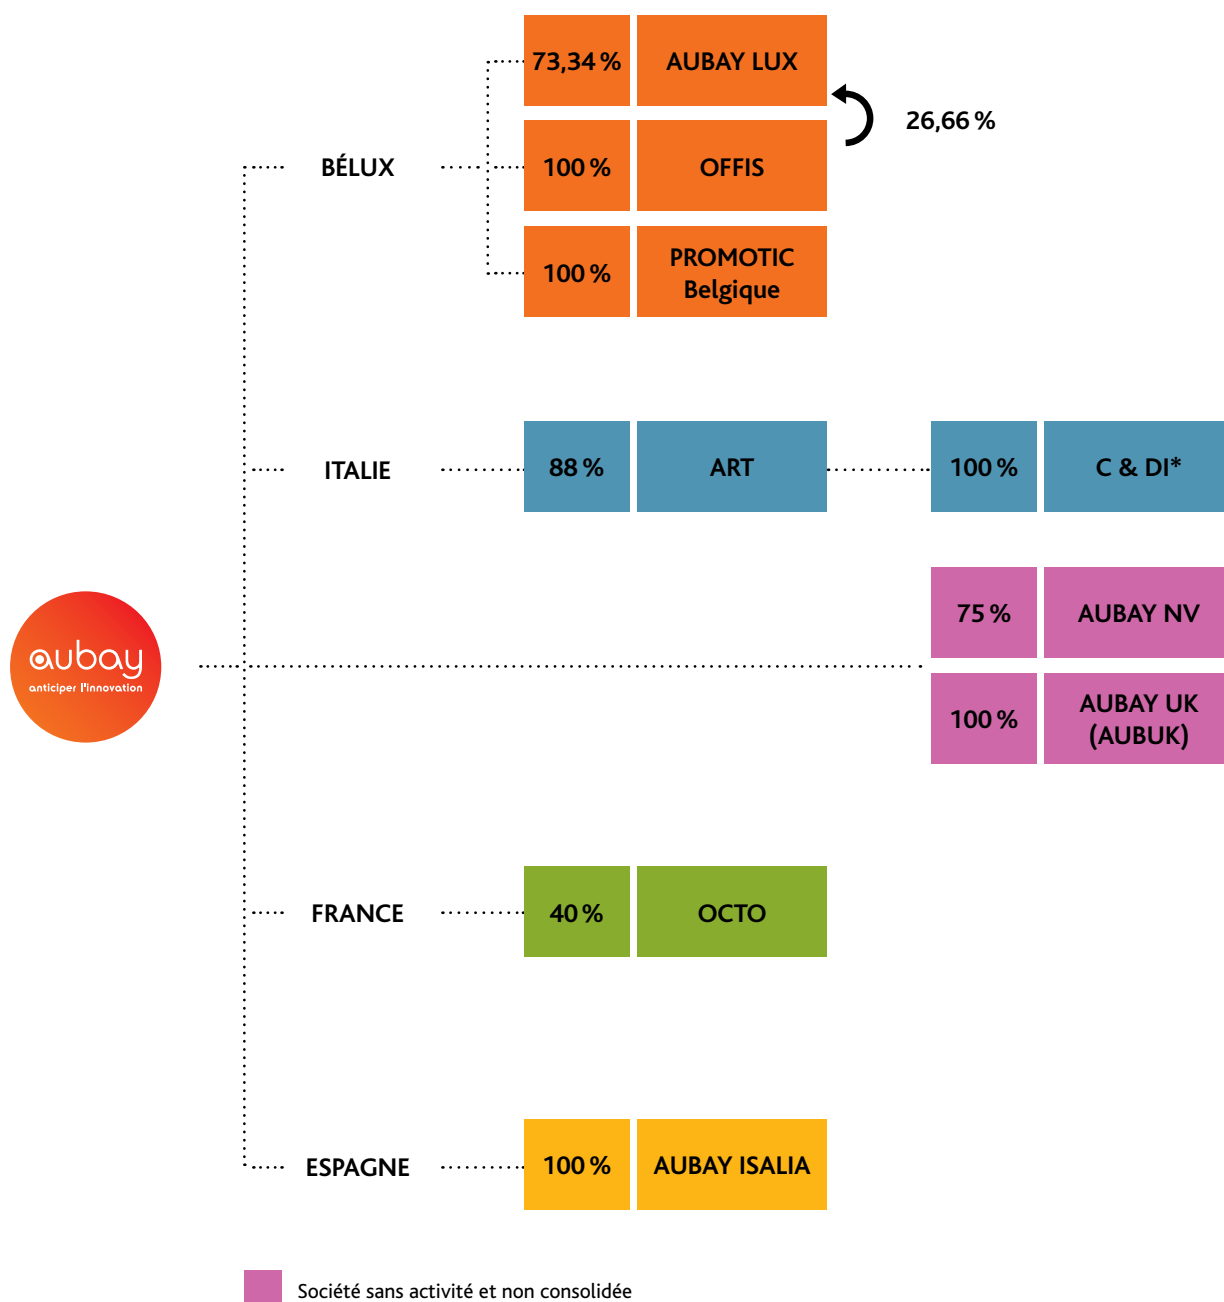 73,34 %
AUBAY LUX
26,66 %
BÉLUX
100 %
OFFIS
100 %
PROMOTIC
Belgique
ITALIE
88 %
ART
100 %
C & DI*
75 %
AUBAY NV
aubay
anticiper l'innovation
100 %
AUBAY UK
(AUBUK)
FRANCE
40 %
OCTO
ESPAGNE
100 %
AUBAY ISALIA
Société sans activité et non consolidée